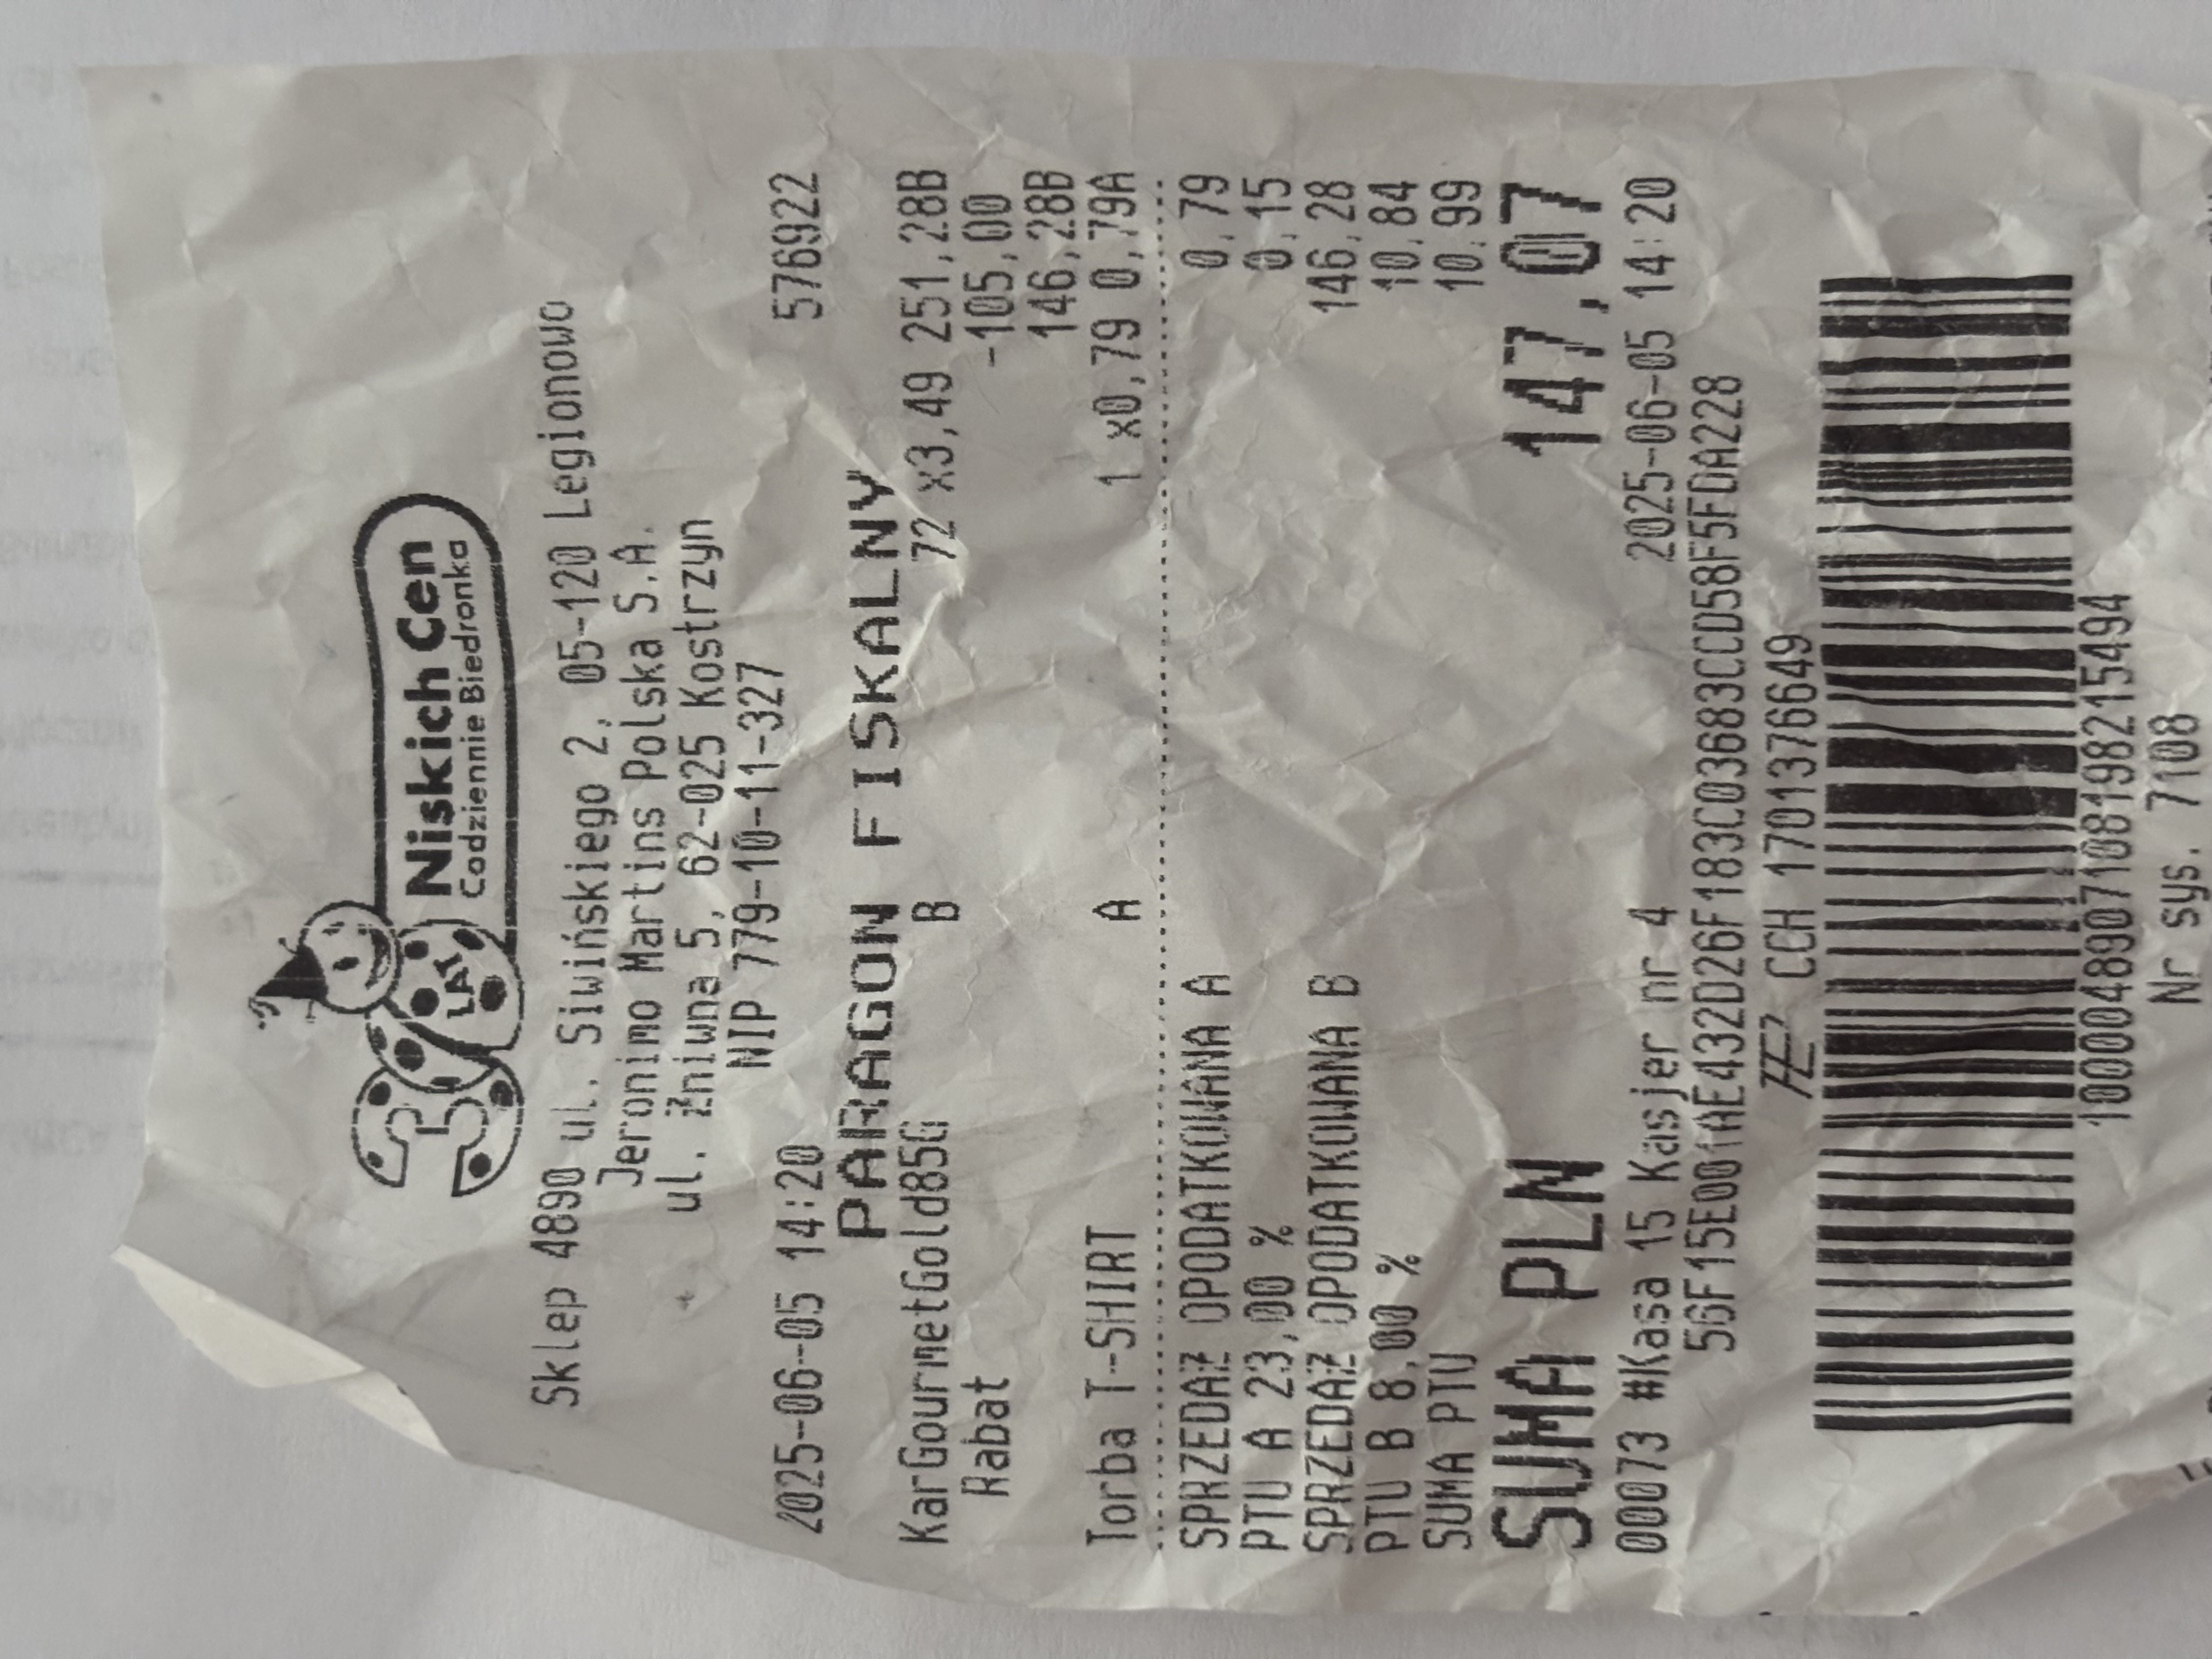 35 LAT
Niskich Cen
Codziennie Biedronka
Sklep 4890 ul. Siwińskiego 2, 05-120 Legionowo
Jeronimo Martins Polska S.A.
ul. Żniwna 5, 62-025 Kostrzyn
NIP 779-10-11-327
2025-06-05 14:20 576922
PARAGON FISKALNY
KarGourmetGold85G B 72 x3,49 251,28B
Rabat -105,00
146,28B
Torba T-SHIRT A 1 x0,79 0,79A
SPRZEDAŻ OPODATKOWANA A 0,79
PTU A 23,00 % 0,15
SPRZEDAŻ OPODATKOWANA B 146,28
PTU B 8,00 % 10,84
SUMA PTU 10,99
SUMA PLN 147,07
00073 #Kasa 15 Kasjer nr 4 2025-06-05 14:20
56F15E001AE432D26F183C03683CCD58F5FDA228
CCH 1701376649
1000048907108198215494
Nr sys. 7108